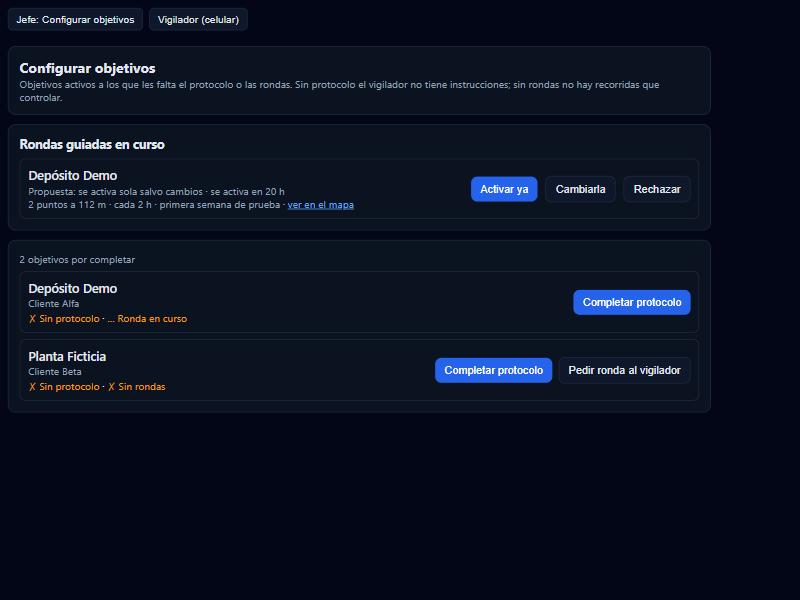 Jefe: Configurar objetivos
Vigilador (celular)
Configurar objetivos
Objetivos activos a los que les falta el protocolo o las rondas. Sin protocolo el vigilador no tiene instrucciones; sin rondas no hay recorridas que
controlar.
Rondas guiadas en curso
Depósito Demo
Propuesta: se activa sola salvo cambios · se activa en 20 h
2 puntos a 112 m · cada 2 h · primera semana de prueba · ver en el mapa
Activar ya
Cambiarla
Rechazar
2 objetivos por completar
Depósito Demo
Cliente Alfa
✗ Sin protocolo · ... Ronda en curso
Completar protocolo
Planta Ficticia
Cliente Beta
✗ Sin protocolo · ✗ Sin rondas
Completar protocolo
Pedir ronda al vigilador